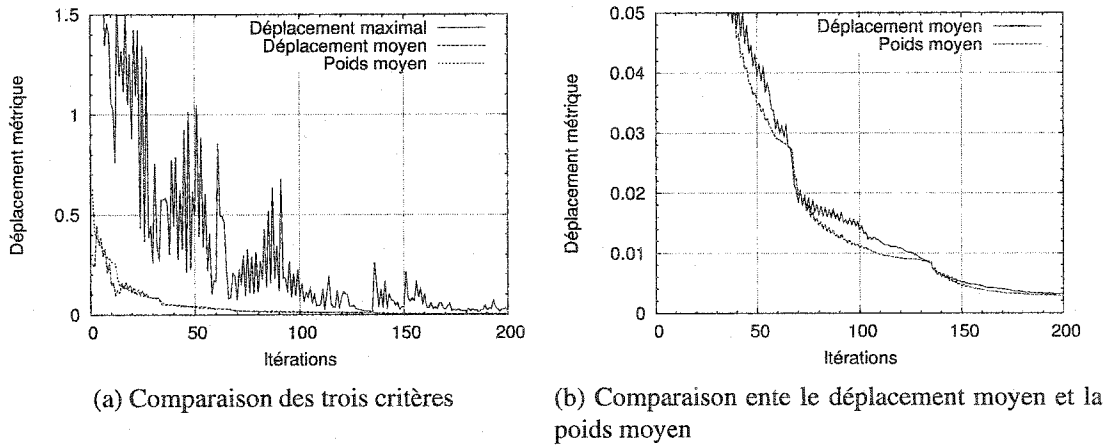 1.5
1
0.5
0
0
50
100
150
200
Déplacement métrique
Itérations
Déplacement maximal
Déplacement moyen
Poids moyen
(a) Comparaison des trois critères
0.05
0.04
0.03
0.02
0.01
0
0
50
100
150
200
Déplacement métrique
Itérations
Déplacement moyen
Poids moyen
(b) Comparaison ente le déplacement moyen et la
poids moyen